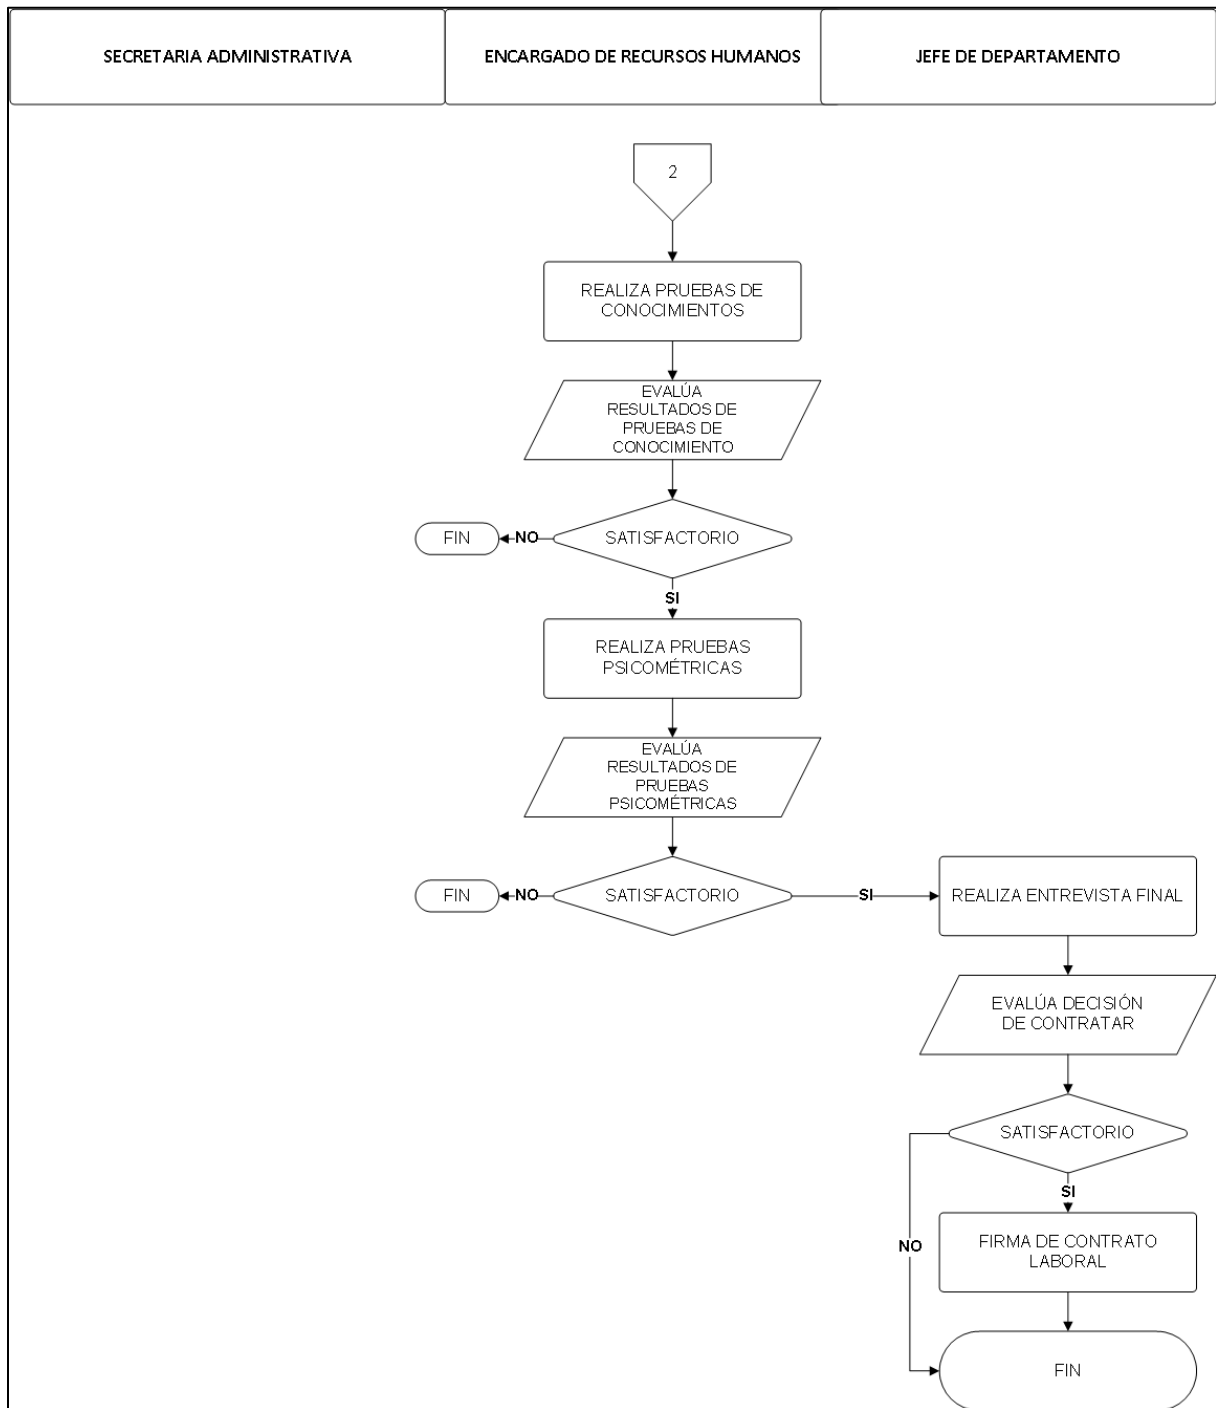 SECRETARIA ADMINISTRATIVA
ENCARGADO DE RECURSOS HUMANOS
JEFE DE DEPARTAMENTO
2
REALIZA PRUEBAS DE
CONOCIMIENTOS
EVALÚA
RESULTADOS DE
PRUEBAS DE
CONOCIMIENTO
FIN
NO
SATISFACTORIO
SI
REALIZA PRUEBAS
PSICOMÉTRICAS
EVALÚA
RESULTADOS DE
PRUEBAS
PSICOMÉTRICAS
FIN
NO
SATISFACTORIO
SI
REALIZA ENTREVISTA FINAL
EVALÚA DECISIÓN
DE CONTRATAR
SATISFACTORIO
SI
NO
FIRMA DE CONTRATO
LABORAL
FIN